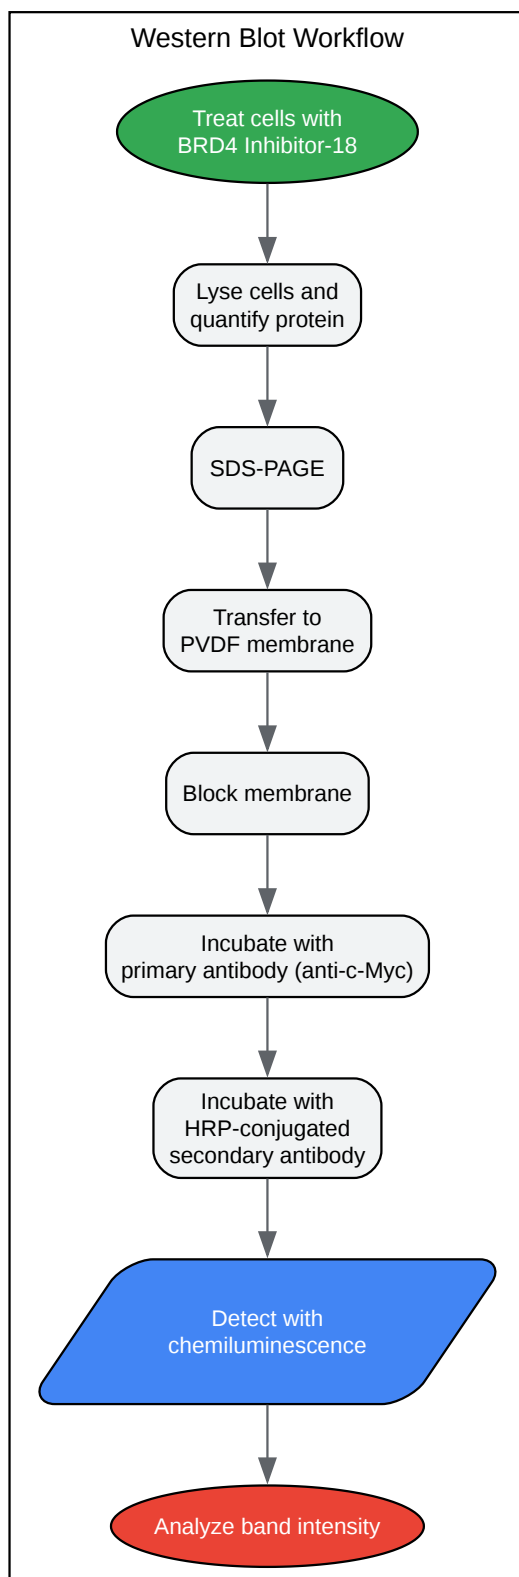 Western Blot Workflow
Treat cells with
BRD4 Inhibitor-18
Lyse cells and
quantify protein
SDS-PAGE
Transfer to
PVDF membrane
Block membrane
Incubate with
primary antibody (anti-c-Myc)
Incubate with
HRP-conjugated
secondary antibody
Detect with
chemiluminescence
Analyze band intensity